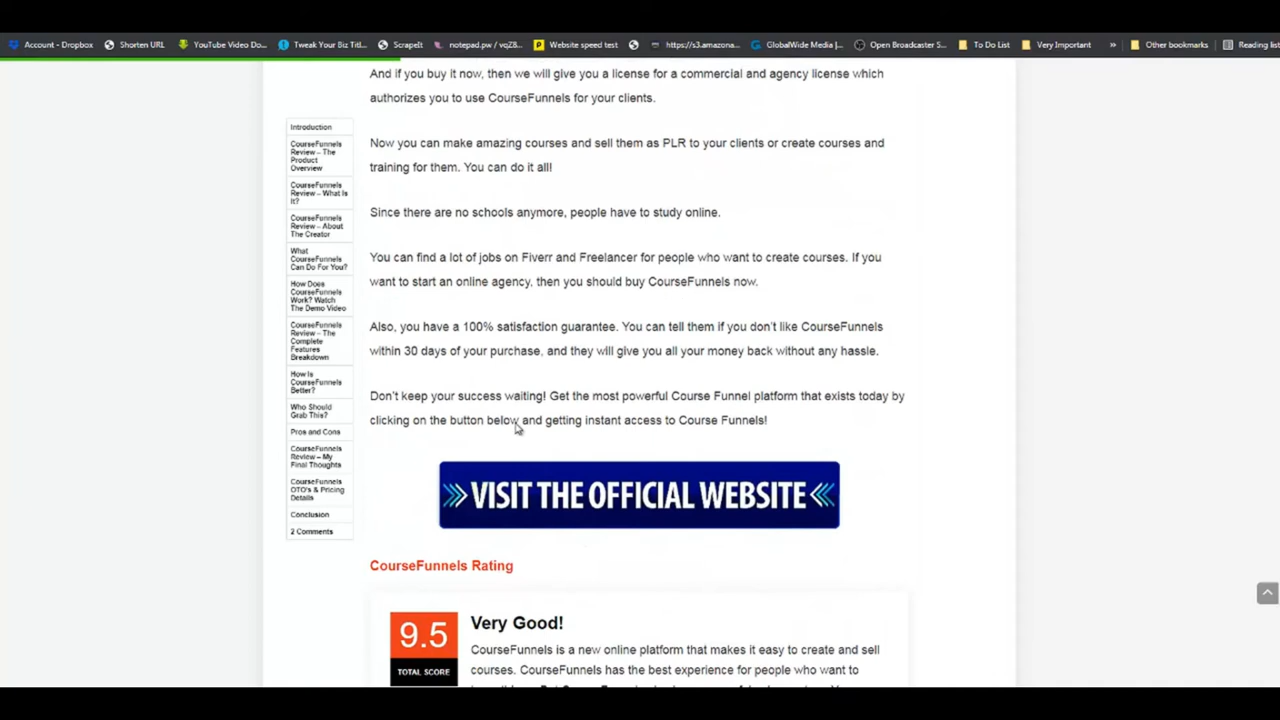 Account - Dropbox
Shorten URL
YouTube Video Do...
Tweak Your Biz Titl...
ScrapeIt
notepad.pw / vqZ8...
Website speed test
https://s3.amazona...
GlobalWide Media |...
Open Broadcaster S...
To Do List
Very Important
»
Other bookmarks
Reading list
And if you buy it now, then we will give you a license for a commercial and agency license which
authorizes you to use CourseFunnels for your clients.
Now you can make amazing courses and sell them as PLR to your clients or create courses and
training for them. You can do it all!
Since there are no schools anymore, people have to study online.
You can find a lot of jobs on Fiverr and Freelancer for people who want to create courses. If you
want to start an online agency, then you should buy CourseFunnels now.
Also, you have a 100% satisfaction guarantee. You can tell them if you don't like CourseFunnels
within 30 days of your purchase, and they will give you all your money back without any hassle.
Don't keep your success waiting! Get the most powerful Course Funnel platform that exists today by
clicking on the button below and getting instant access to Course Funnels!
Introduction
CourseFunnels
Review – The
Product
Overview
CourseFunnels
Review – What Is
It?
CourseFunnels
Review – About
The Creator
What
CourseFunnels
Can Do For You?
How Does
CourseFunnels
Work? Watch
The Demo Video
CourseFunnels
Review – The
Complete
Features
Breakdown
How Is
CourseFunnels
Better?
Who Should
Grab This?
Pros and Cons
CourseFunnels
Review – My
Final Thoughts
CourseFunnels
OTO's & Pricing
Details
Conclusion
2 Comments
VISIT THE OFFICIAL WEBSITE
CourseFunnels Rating
9.5
TOTAL SCORE
Very Good!
CourseFunnels is a new online platform that makes it easy to create and sell
courses. CourseFunnels has the best experience for people who want to